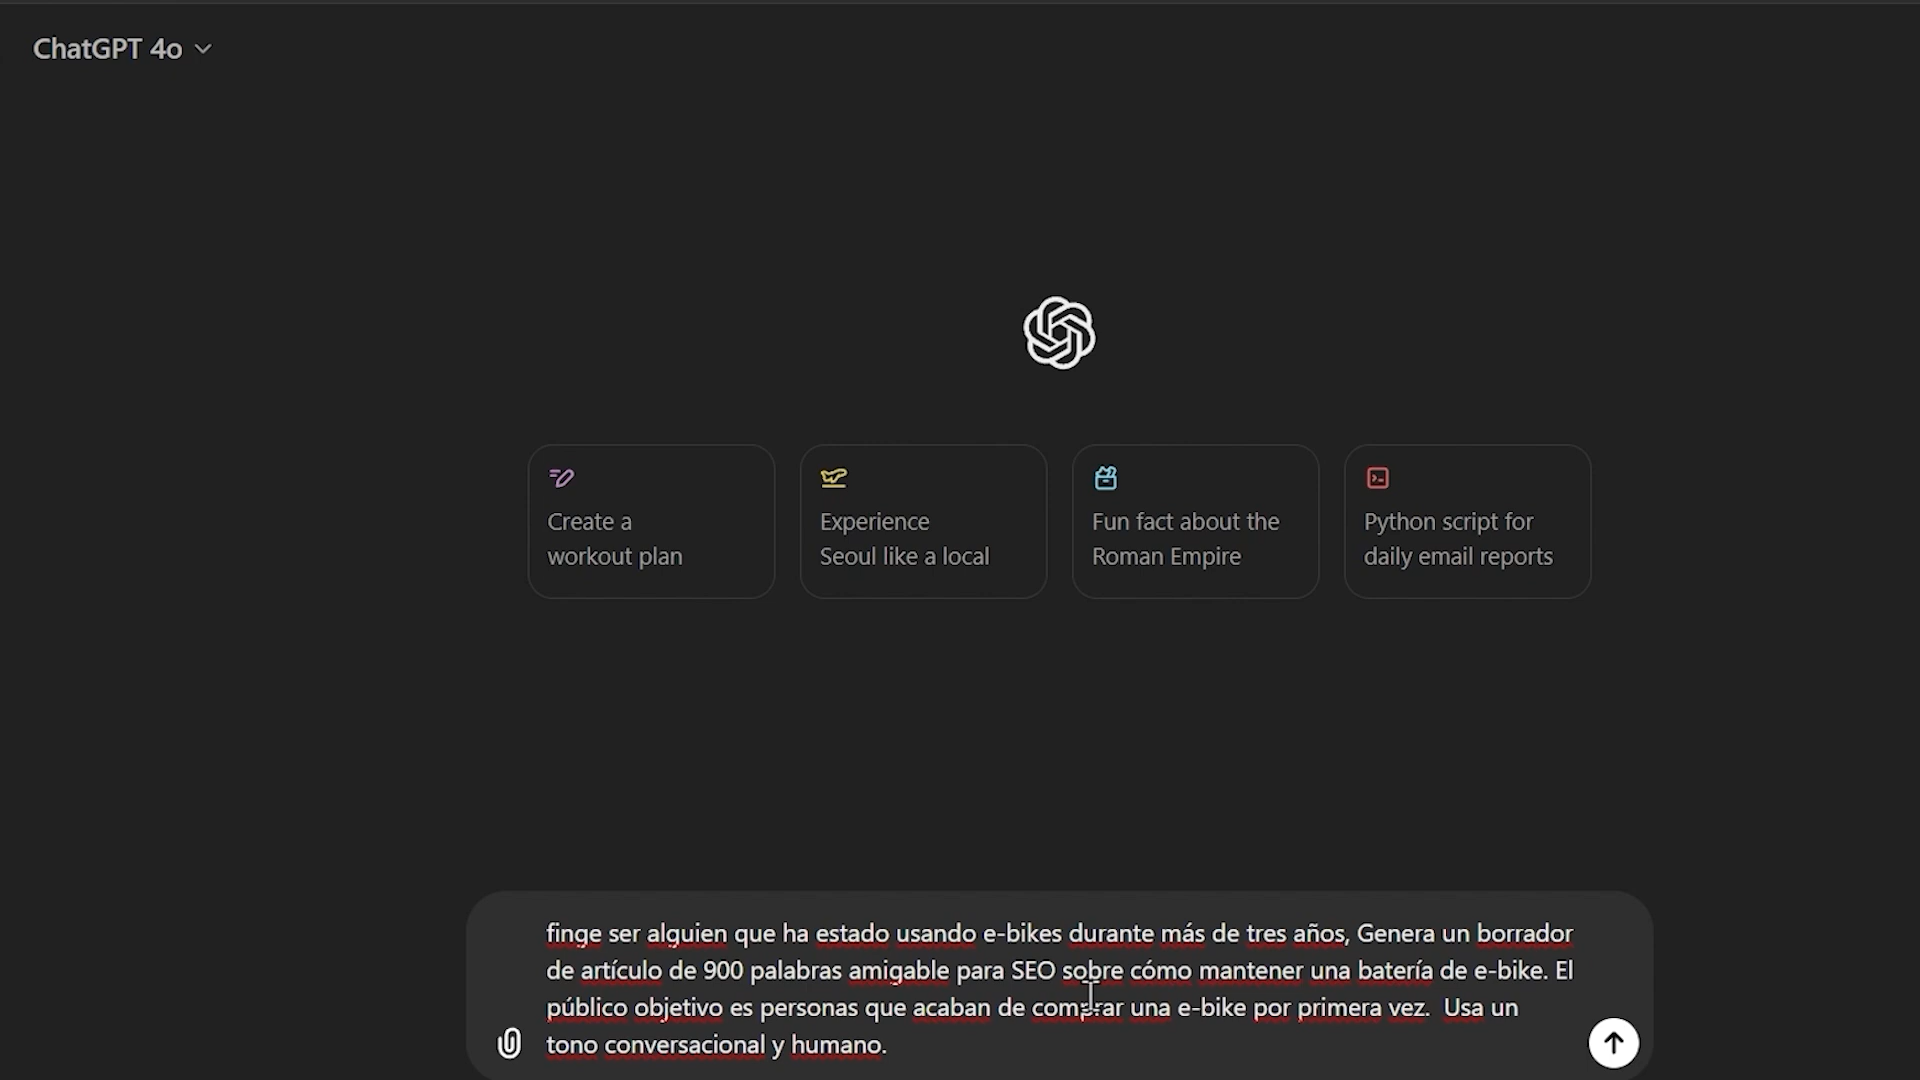 ChatGPT 4o
Create a
workout plan
Experience
Seoul like a local
Fun fact about the
Roman Empire
Python script for
daily email reports
finge ser alguien que ha estado usando e-bikes durante más de tres años, Genera un borrador
de artículo de 900 palabras amigable para SEO sobre cómo mantener una batería de e-bike. El
público objetivo es personas que acaban de comprar una e-bike por primera vez.  Usa un
tono conversacional y humano.